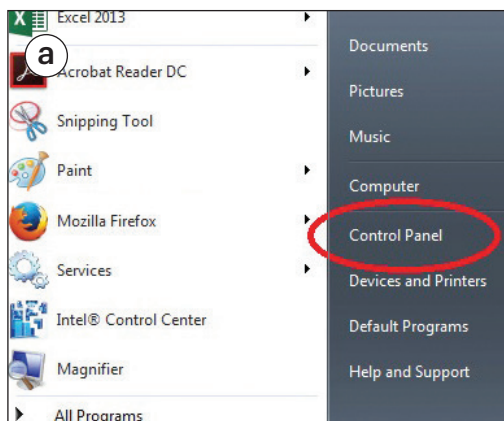 Excel 2013
a
Acrobat Reader DC
Snipping Tool
Paint
Mozilla Firefox
Services
Intel® Control Center
Magnifier
All Programs
Documents
Pictures
Music
Computer
Control Panel
Devices and Printers
Default Programs
Help and Support